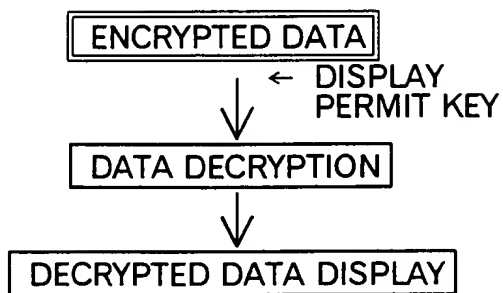 ENCRYPTED DATA
← DISPLAY
PERMIT KEY
DATA DECRYPTION
DECRYPTED DATA DISPLAY